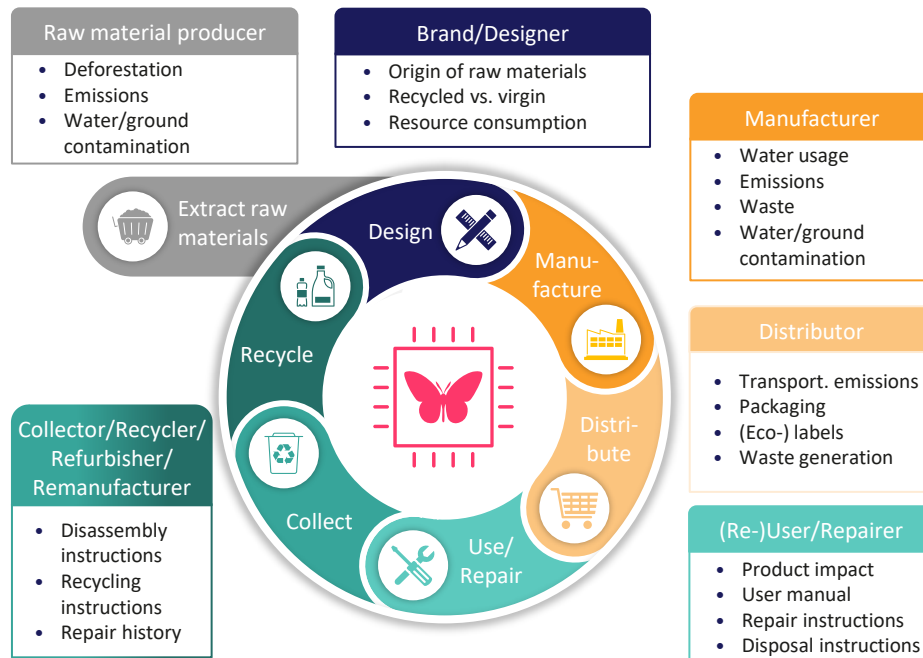 Raw material producer
• Deforestation
• Emissions
• Water/ground
contamination
Brand/Designer
• Origin of raw materials
• Recycled vs. virgin
• Resource consumption
Manufacturer
• Water usage
• Emissions
• Waste
• Water/ground
contamination
Extract raw
materials
Design
Manu-
facture
Distri-
bute
Use/
Repair
Collect
Recycle
Distributor
• Transport. emissions
• Packaging
• (Eco-) labels
• Waste generation
Collector/Recycler/
Refurbisher/
Remanufacturer
• Disassembly
instructions
• Recycling
instructions
• Repair history
(Re-)User/Repairer
• Product impact
• User manual
• Repair instructions
• Disposal instructions